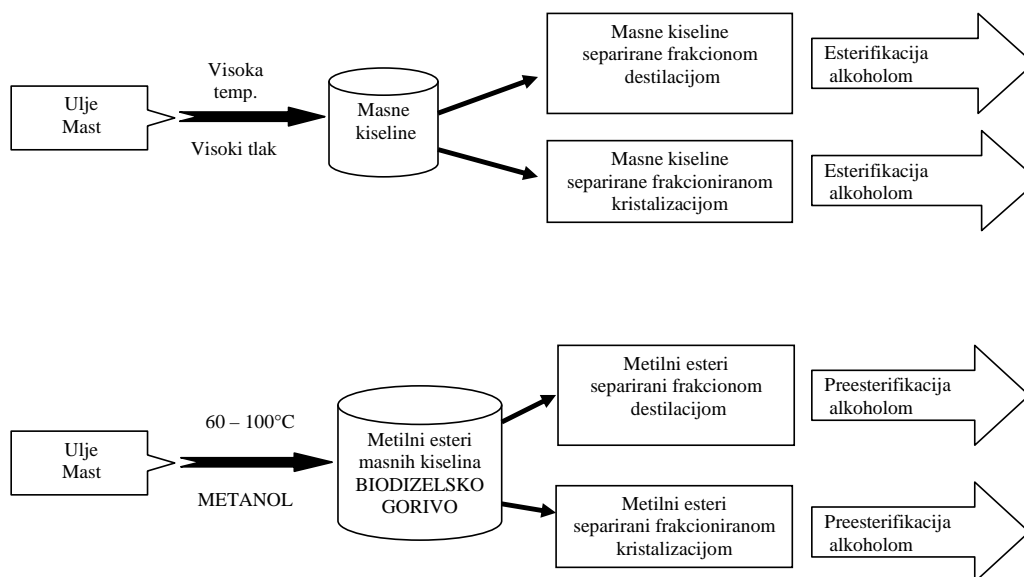 Ulje
Mast
Visoka
temp.
Visoki tlak
Masne
kiseline
Masne kiseline
separirane frakcionom
destilacijom
Esterifikacija
alkoholom
Masne kiseline
separirane frakcioniranom
kristalizacijom
Esterifikacija
alkoholom
Ulje
Mast
60 – 100°C
METANOL
Metilni esteri
masnih kiselina
BIODIZELSKO
GORIVO
Metilni esteri
separirani frakcionom
destilacijom
Preesterifikacija
alkoholom
Metilni esteri
separirani frakcioniranom
kristalizacijom
Preesterifikacija
alkoholom